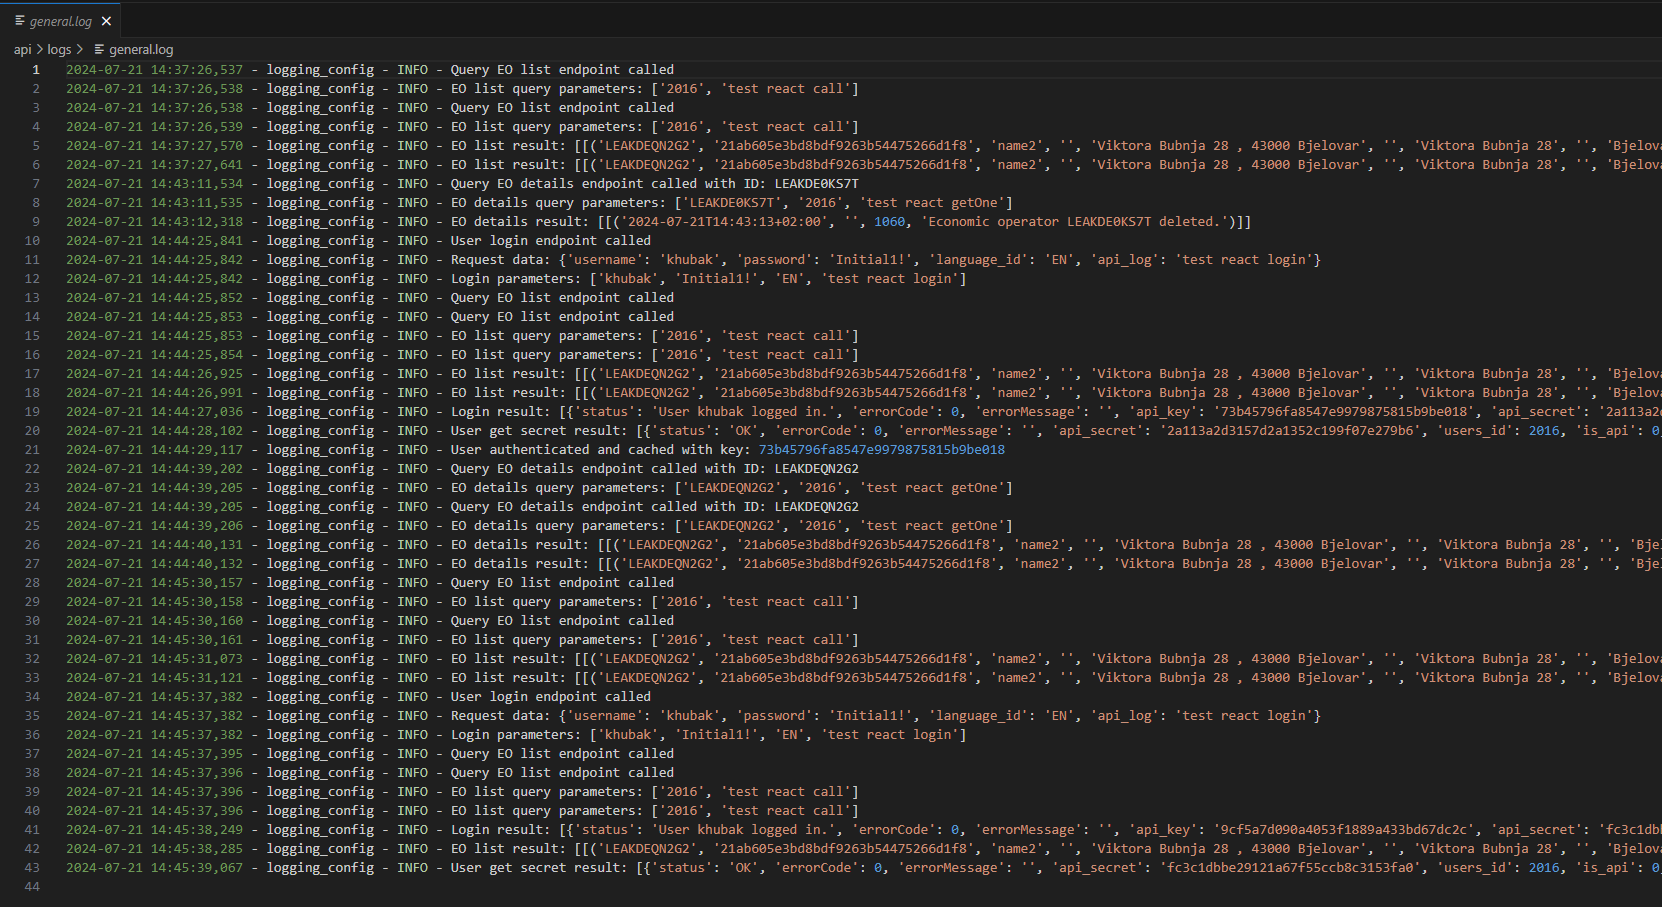 general.log
api > logs > general.log
1 2024-07-21 14:37:26,537 - logging_config - INFO - Query EO list endpoint called
2 2024-07-21 14:37:26,538 - logging_config - INFO - EO list query parameters: ['2016', 'test react call']
3 2024-07-21 14:37:26,538 - logging_config - INFO - Query EO list endpoint called
4 2024-07-21 14:37:26,539 - logging_config - INFO - EO list query parameters: ['2016', 'test react call']
5 2024-07-21 14:37:27,570 - logging_config - INFO - EO list result: [[('LEAKDEQN2G2', '21ab605e3bd8bdf9263b54475266d1f8', 'name2', '', 'Viktora Bubnja 28 , 43000 Bjelovar', '', 'Viktora Bubnja 28', '', 'Bjelova
6 2024-07-21 14:37:27,641 - logging_config - INFO - EO list result: [[('LEAKDEQN2G2', '21ab605e3bd8bdf9263b54475266d1f8', 'name2', '', 'Viktora Bubnja 28 , 43000 Bjelovar', '', 'Viktora Bubnja 28', '', 'Bjelova
7 2024-07-21 14:43:11,534 - logging_config - INFO - Query EO details endpoint called with ID: LEAKDE0KS7T
8 2024-07-21 14:43:11,535 - logging_config - INFO - EO details query parameters: ['LEAKDE0KS7T', '2016', 'test react getOne']
9 2024-07-21 14:43:12,318 - logging_config - INFO - EO details result: [[('2024-07-21T14:43:13+02:00', '', 1060, 'Economic operator LEAKDE0KS7T deleted.')]]
10 2024-07-21 14:44:25,841 - logging_config - INFO - User login endpoint called
11 2024-07-21 14:44:25,842 - logging_config - INFO - Request data: {'username': 'khubak', 'password': 'Initial1!', 'language_id': 'EN', 'api_log': 'test react login'}
12 2024-07-21 14:44:25,842 - logging_config - INFO - Login parameters: ['khubak', 'Initial1!', 'EN', 'test react login']
13 2024-07-21 14:44:25,852 - logging_config - INFO - Query EO list endpoint called
14 2024-07-21 14:44:25,853 - logging_config - INFO - Query EO list endpoint called
15 2024-07-21 14:44:25,853 - logging_config - INFO - EO list query parameters: ['2016', 'test react call']
16 2024-07-21 14:44:25,854 - logging_config - INFO - EO list query parameters: ['2016', 'test react call']
17 2024-07-21 14:44:26,925 - logging_config - INFO - EO list result: [[('LEAKDEQN2G2', '21ab605e3bd8bdf9263b54475266d1f8', 'name2', '', 'Viktora Bubnja 28 , 43000 Bjelovar', '', 'Viktora Bubnja 28', '', 'Bjelova
18 2024-07-21 14:44:26,991 - logging_config - INFO - EO list result: [[('LEAKDEQN2G2', '21ab605e3bd8bdf9263b54475266d1f8', 'name2', '', 'Viktora Bubnja 28 , 43000 Bjelovar', '', 'Viktora Bubnja 28', '', 'Bjelova
19 2024-07-21 14:44:27,036 - logging_config - INFO - Login result: [{'status': 'User khubak logged in.', 'errorCode': 0, 'errorMessage': '', 'api_key': '73b45796fa8547e9979875815b9be018', 'api_secret': '2a113a2
20 2024-07-21 14:44:28,102 - logging_config - INFO - User get secret result: [{'status': 'OK', 'errorCode': 0, 'errorMessage': '', 'api_secret': '2a113a2d3157d2a1352c199f07e279b6', 'users_id': 2016, 'is_api': 0,
21 2024-07-21 14:44:29,117 - logging_config - INFO - User authenticated and cached with key: 73b45796fa8547e9979875815b9be018
22 2024-07-21 14:44:39,202 - logging_config - INFO - Query EO details endpoint called with ID: LEAKDEQN2G2
23 2024-07-21 14:44:39,205 - logging_config - INFO - EO details query parameters: ['LEAKDEQN2G2', '2016', 'test react getOne']
24 2024-07-21 14:44:39,205 - logging_config - INFO - Query EO details endpoint called with ID: LEAKDEQN2G2
25 2024-07-21 14:44:39,206 - logging_config - INFO - EO details query parameters: ['LEAKDEQN2G2', '2016', 'test react getOne']
26 2024-07-21 14:44:40,131 - logging_config - INFO - EO details result: [[('LEAKDEQN2G2', '21ab605e3bd8bdf9263b54475266d1f8', 'name2', '', 'Viktora Bubnja 28 , 43000 Bjelovar', '', 'Viktora Bubnja 28', '', 'Bjel
27 2024-07-21 14:44:40,132 - logging_config - INFO - EO details result: [[('LEAKDEQN2G2', '21ab605e3bd8bdf9263b54475266d1f8', 'name2', '', 'Viktora Bubnja 28 , 43000 Bjelovar', '', 'Viktora Bubnja 28', '', 'Bjel
28 2024-07-21 14:45:30,157 - logging_config - INFO - Query EO list endpoint called
29 2024-07-21 14:45:30,158 - logging_config - INFO - EO list query parameters: ['2016', 'test react call']
30 2024-07-21 14:45:30,160 - logging_config - INFO - Query EO list endpoint called
31 2024-07-21 14:45:30,161 - logging_config - INFO - EO list query parameters: ['2016', 'test react call']
32 2024-07-21 14:45:31,073 - logging_config - INFO - EO list result: [[('LEAKDEQN2G2', '21ab605e3bd8bdf9263b54475266d1f8', 'name2', '', 'Viktora Bubnja 28 , 43000 Bjelovar', '', 'Viktora Bubnja 28', '', 'Bjelova
33 2024-07-21 14:45:31,121 - logging_config - INFO - EO list result: [[('LEAKDEQN2G2', '21ab605e3bd8bdf9263b54475266d1f8', 'name2', '', 'Viktora Bubnja 28 , 43000 Bjelovar', '', 'Viktora Bubnja 28', '', 'Bjelova
34 2024-07-21 14:45:37,382 - logging_config - INFO - User login endpoint called
35 2024-07-21 14:45:37,382 - logging_config - INFO - Request data: {'username': 'khubak', 'password': 'Initial1!', 'language_id': 'EN', 'api_log': 'test react login'}
36 2024-07-21 14:45:37,382 - logging_config - INFO - Login parameters: ['khubak', 'Initial1!', 'EN', 'test react login']
37 2024-07-21 14:45:37,395 - logging_config - INFO - Query EO list endpoint called
38 2024-07-21 14:45:37,396 - logging_config - INFO - Query EO list endpoint called
39 2024-07-21 14:45:37,396 - logging_config - INFO - EO list query parameters: ['2016', 'test react call']
40 2024-07-21 14:45:37,396 - logging_config - INFO - EO list query parameters: ['2016', 'test react call']
41 2024-07-21 14:45:38,249 - logging_config - INFO - Login result: [{'status': 'User khubak logged in.', 'errorCode': 0, 'errorMessage': '', 'api_key': '9cf5a7d090a4053f1889a433bd67dc2c', 'api_secret': 'fc3c1db
42 2024-07-21 14:45:38,285 - logging_config - INFO - EO list result: [[('LEAKDEQN2G2', '21ab605e3bd8bdf9263b54475266d1f8', 'name2', '', 'Viktora Bubnja 28 , 43000 Bjelovar', '', 'Viktora Bubnja 28', '', 'Bjelova
43 2024-07-21 14:45:39,067 - logging_config - INFO - User get secret result: [{'status': 'OK', 'errorCode': 0, 'errorMessage': '', 'api_secret': 'fc3c1dbbe29121a67f55ccb8c3153fa0', 'users_id': 2016, 'is_api': 0,
44